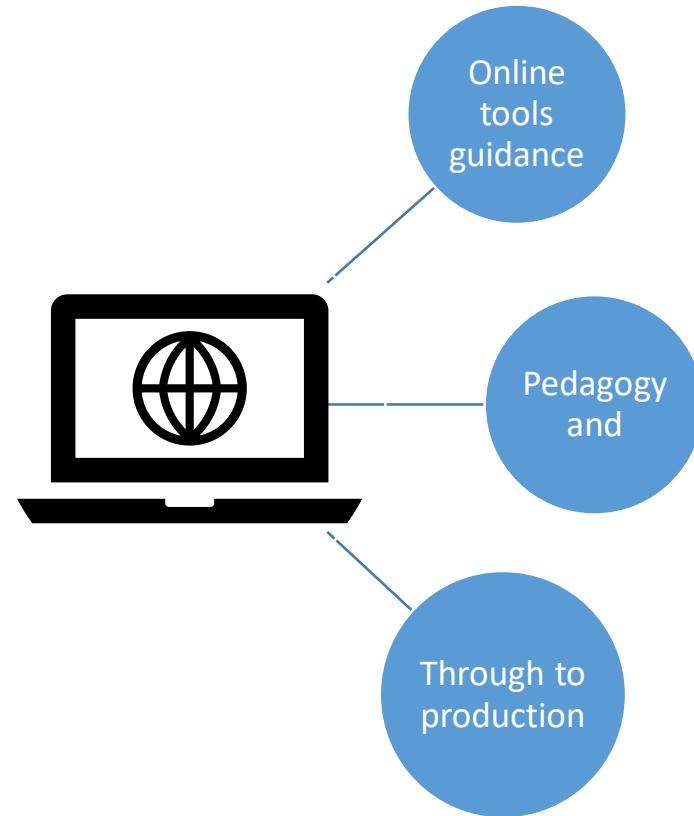 Online
tools
guidance
Pedagogy
and
Through to
production